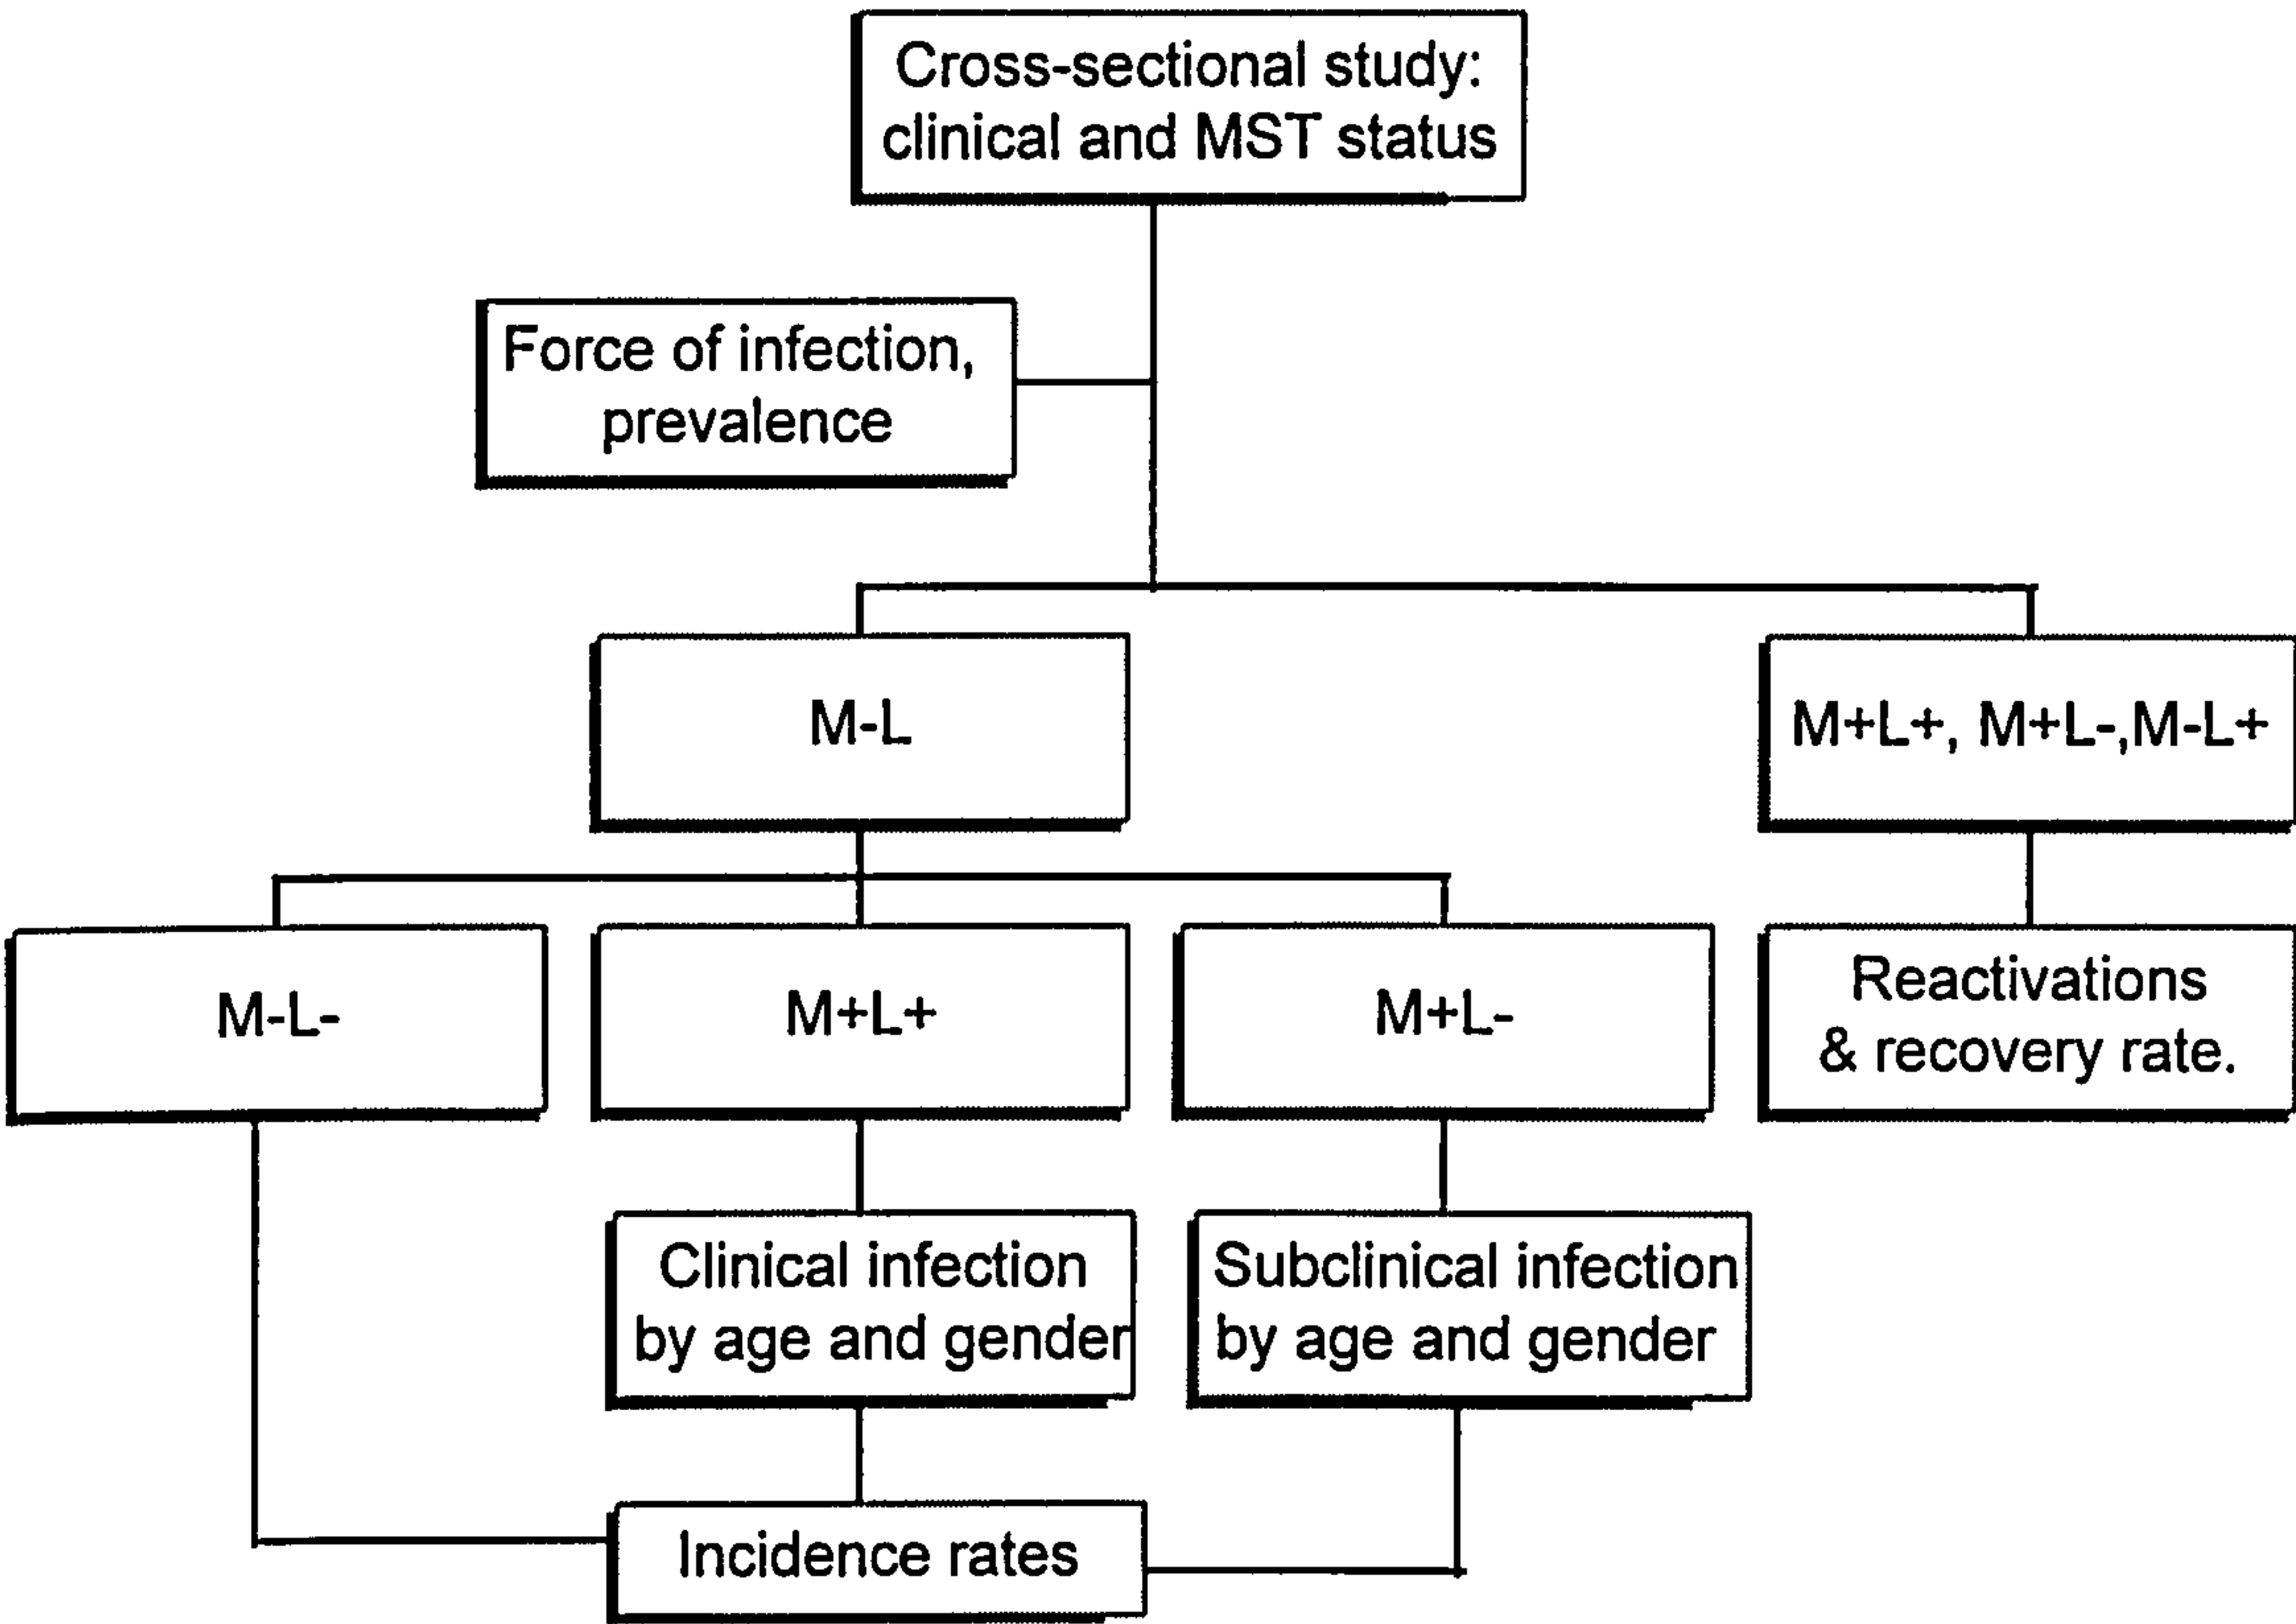 Cross-sectional study:
clinical and MST status
Force of infection,
prevalence
M-L
M+L+, M+L-,M-L+
M-L-
M+L+
M+L-
Reactivations
& recovery rate.
Clinical infection
by age and gender
Subclinical infection
by age and gender
Incidence rates